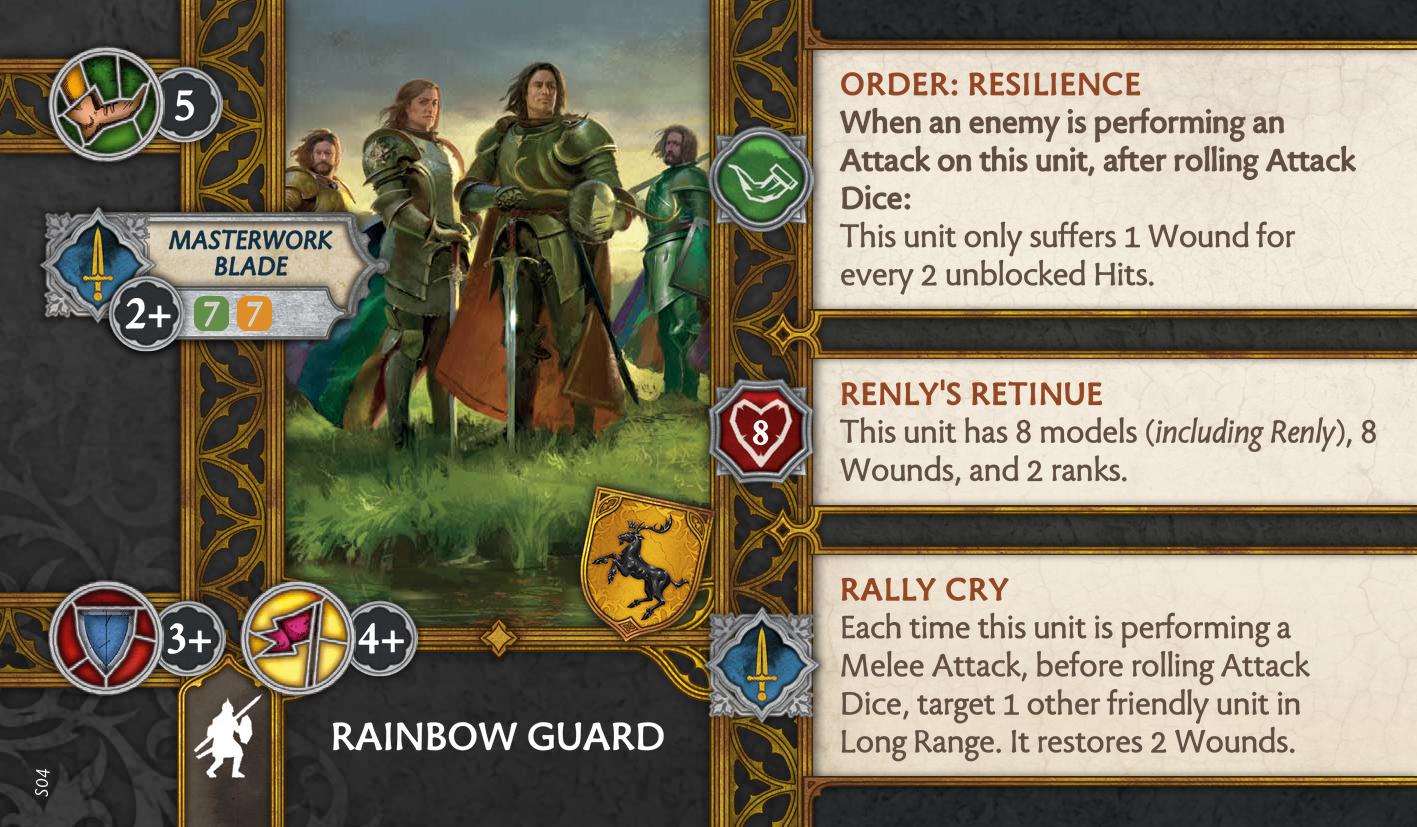 5
MASTERWORK
BLADE
2+ 7 7
3+ 4+
RAINBOW GUARD
S04
ORDER: RESILIENCE
When an enemy is performing an
Attack on this unit, after rolling Attack
Dice:
This unit only suffers 1 Wound for
every 2 unblocked Hits.
8
RENLY'S RETINUE
This unit has 8 models (including Renly), 8
Wounds, and 2 ranks.
RALLY CRY
Each time this unit is performing a
Melee Attack, before rolling Attack
Dice, target 1 other friendly unit in
Long Range. It restores 2 Wounds.